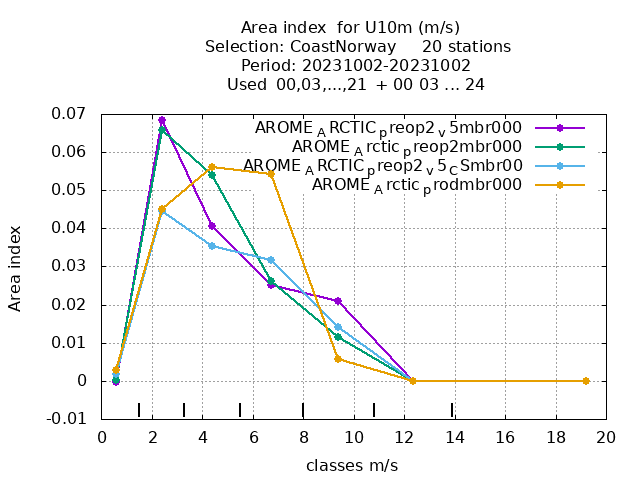 Area index  for U10m (m/s)
Selection: CoastNorway     20 stations
Period: 20231002-20231002
Used  00,03,...,21  + 00 03 ... 24
0.07
0.06
0.05
0.04
0.03
0.02
0.01
0
-0.01
Area index
AROME_ARCTIC_preop2_v5mbr000
AROME_Arctic_preop2mbr000
AROME_ARCTIC_preop2_v5_CSmbr00
AROME_Arctic_prodmbr000
0 2 4 6 8 10 12 14 16 18 20
classes m/s